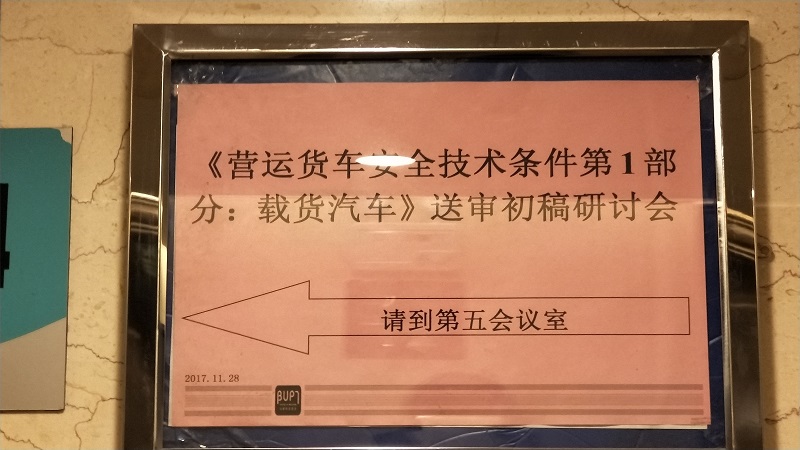 《营运货车安全技术条件第1部
分：载货汽车》送审初稿研讨会
请到第五会议室
2017.11.28
BUPT